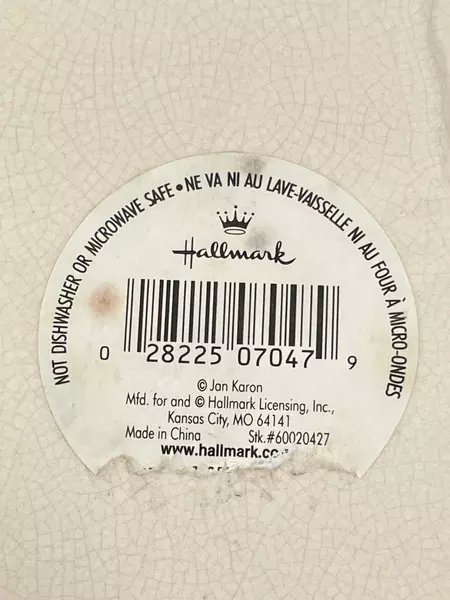 NOT DISHWASHER OR MICROWAVE SAFE • NE VA NI AU LAVE-VAISSELLE NI AU FOUR À MICRO-ONDES
Hallmark
0 28225 07047 9
© Jan Karon
Mfd. for and © Hallmark Licensing, Inc.,
Kansas City, MO 64141
Made in China Stk.#60020427
www.hallmark.co